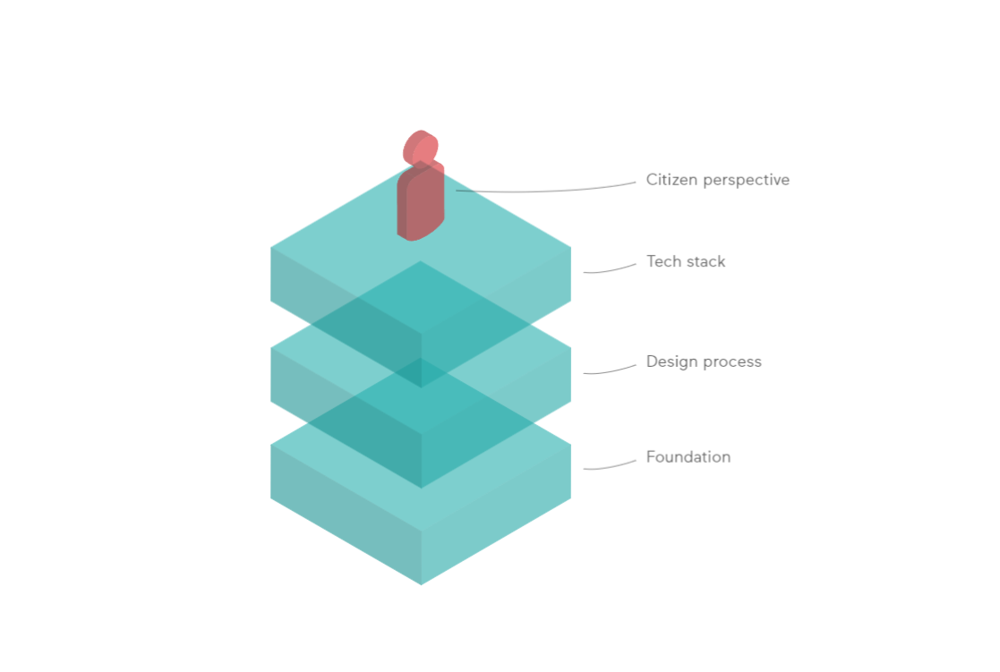 Citizen perspective
Tech stack
Design process
Foundation